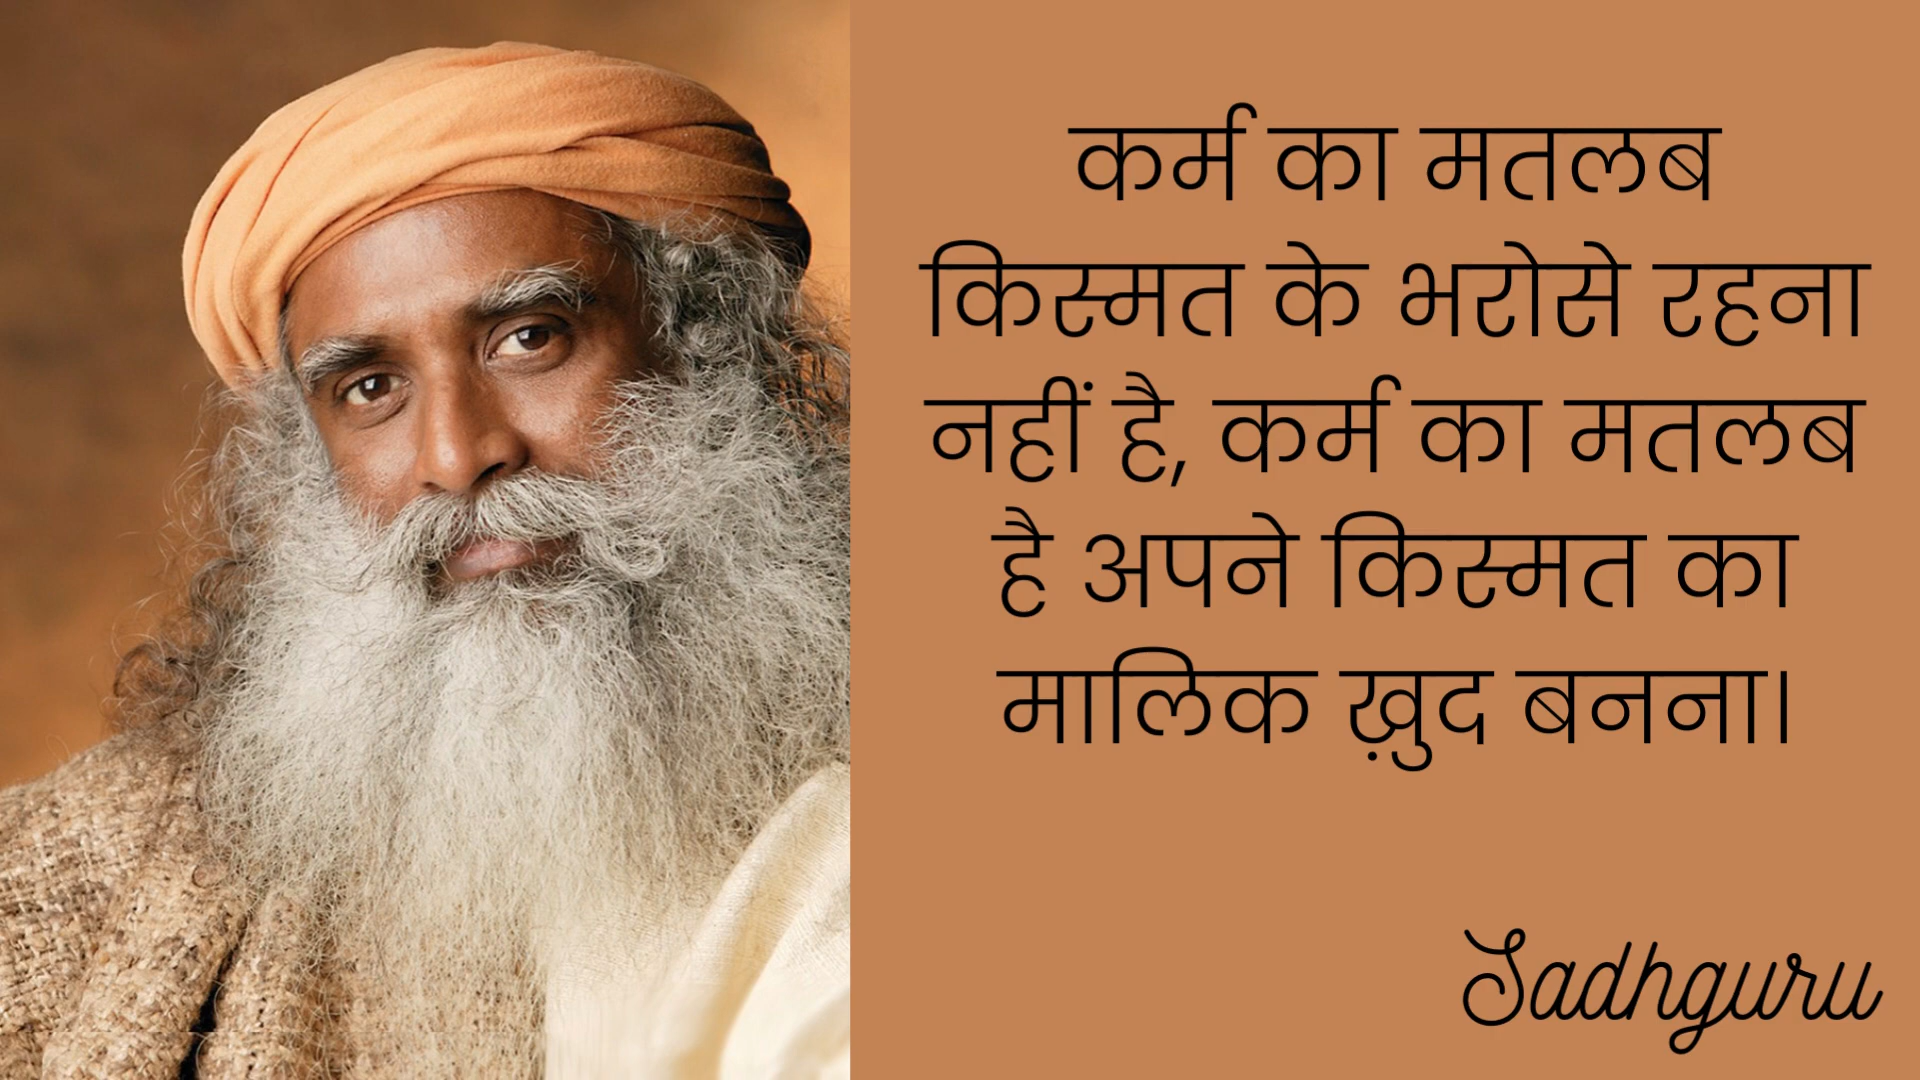 कर्म का मतलब
किस्मत के भरोसे रहना
नहीं है, कर्म का मतलब
है अपने किस्मत का
मालिक ख़ुद बनना।
Sadhguru